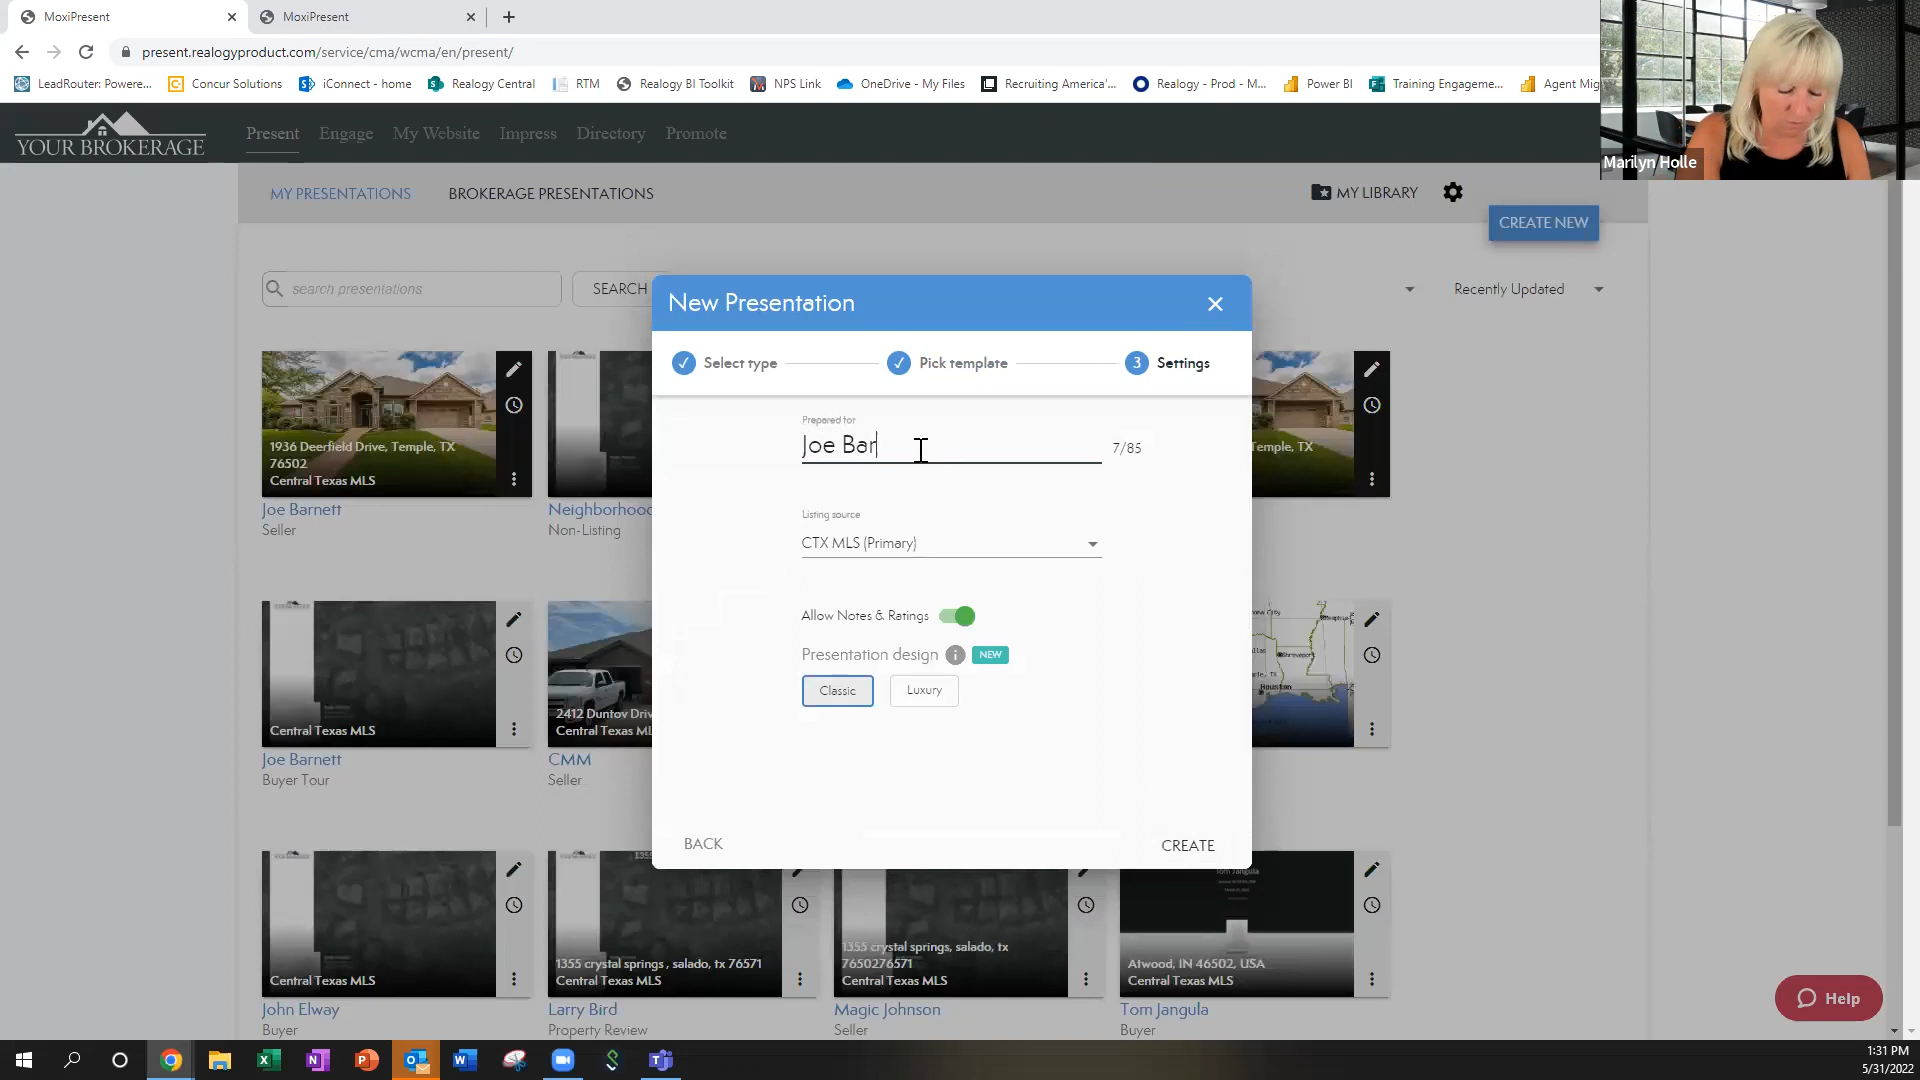 MoxiPresent
MoxiPresent
present.realogyproduct.com/service/cma/wcma/en/present/
LeadRouter: Powere...
Concur Solutions
iConnect - home
Realogy Central
RTM
Realogy BI Toolkit
NPS Link
OneDrive - My Files
Recruiting America'...
Realogy - Prod - M...
Power BI
Training Engageme...
Agent Mig
Marilyn Holle
YOUR BROKERAGE
Present
Engage
My Website
Impress
Directory
Promote
MY PRESENTATIONS
BROKERAGE PRESENTATIONS
MY LIBRARY
CREATE NEW
search presentations
SEARCH
Recently Updated
New Presentation
Select type
Pick template
3 Settings
Prepared for
Joe Bar
7/85
Listing source
CTX MLS (Primary)
Allow Notes & Ratings
Presentation design
NEW
Classic
Luxury
BACK
CREATE
1936 Deerfield Drive, Temple, TX
76502
Central Texas MLS
Joe Barnett
Seller
Neighborhood
Non-Listing
emple, TX
Central Texas MLS
Joe Barnett
Buyer Tour
2412 Duntov Driv
Central Texas ML
CMM
Seller
Shreveport
Houston
Central Texas MLS
John Elway
Buyer
1355 crystal springs , salado, tx 76571
Central Texas MLS
Larry Bird
Property Review
1355 crystal springs, salado, tx
7650276571
Central Texas MLS
Magic Johnson
Seller
Tom Jangula
Atwood, IN 46502, USA
Central Texas MLS
Tom Jangula
Buyer
Help
1:31 PM
5/31/2022